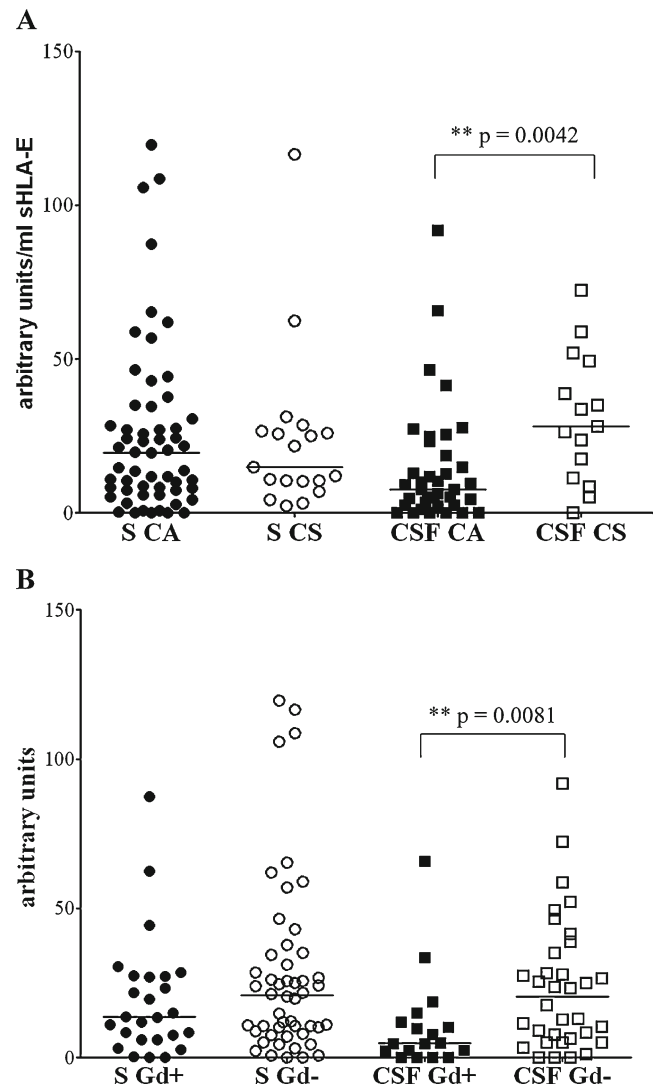 A
150
** p = 0.0042
100
arbitrary units/ml sHLA-E
50
0
S CA S CS CSF CA CSF CS
B
150
** p = 0.0081
100
arbitrary units
50
0
S Gd+ S Gd- CSF Gd+ CSF Gd-